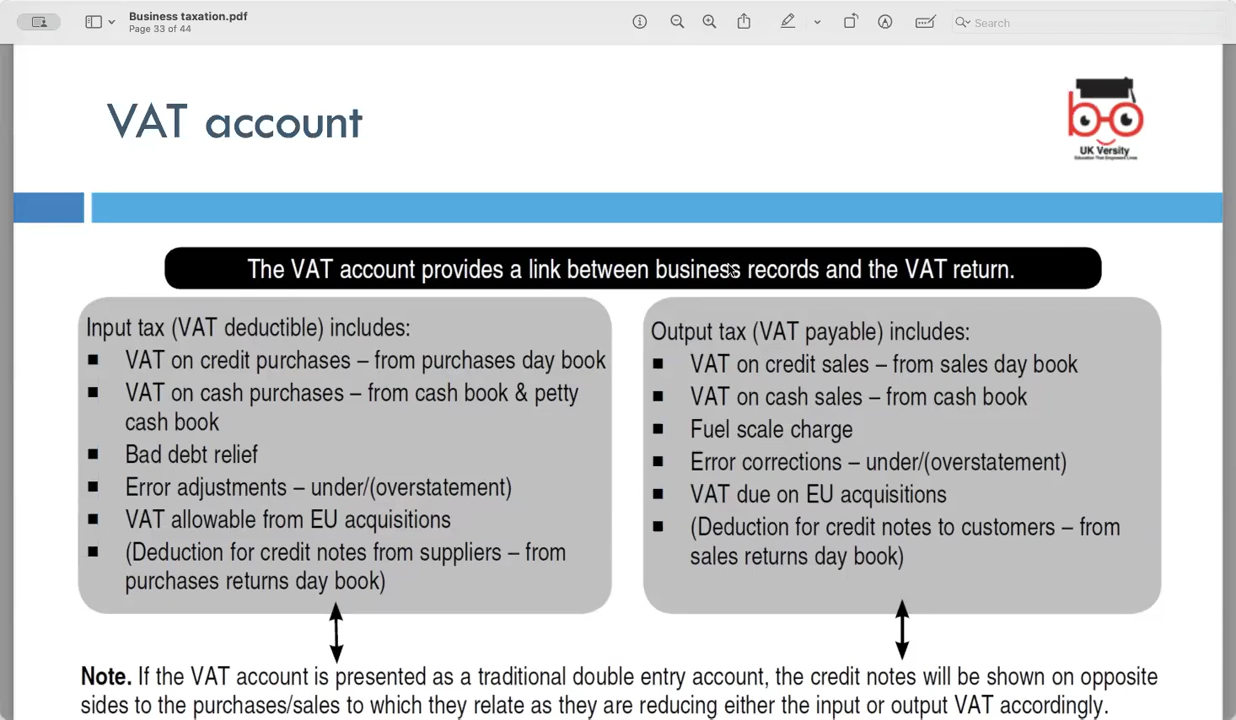 Business taxation.pdf
Page 33 of 44
Search
VAT account
UK Versity
Education That Empowers Lives
The VAT account provides a link between business records and the VAT return.
Input tax (VAT deductible) includes:
■ VAT on credit purchases – from purchases day book
■ VAT on cash purchases – from cash book & petty
cash book
■ Bad debt relief
■ Error adjustments – under/(overstatement)
■ VAT allowable from EU acquisitions
■ (Deduction for credit notes from suppliers – from
purchases returns day book)
Output tax (VAT payable) includes:
■ VAT on credit sales – from sales day book
■ VAT on cash sales – from cash book
■ Fuel scale charge
■ Error corrections – under/(overstatement)
■ VAT due on EU acquisitions
■ (Deduction for credit notes to customers – from
sales returns day book)
Note. If the VAT account is presented as a traditional double entry account, the credit notes will be shown on opposite
sides to the purchases/sales to which they relate as they are reducing either the input or output VAT accordingly.